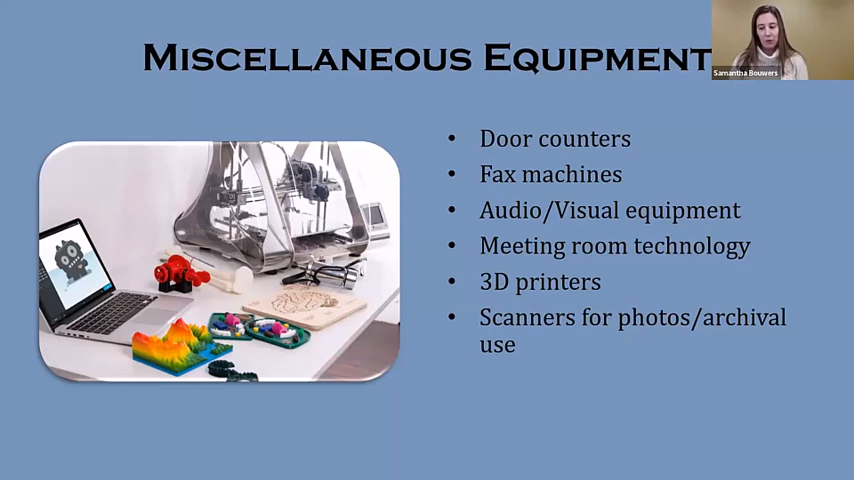 MISCELLANEOUS EQUIPMENT
Samantha Bouwers
• Door counters
• Fax machines
• Audio/Visual equipment
• Meeting room technology
• 3D printers
• Scanners for photos/archival
use